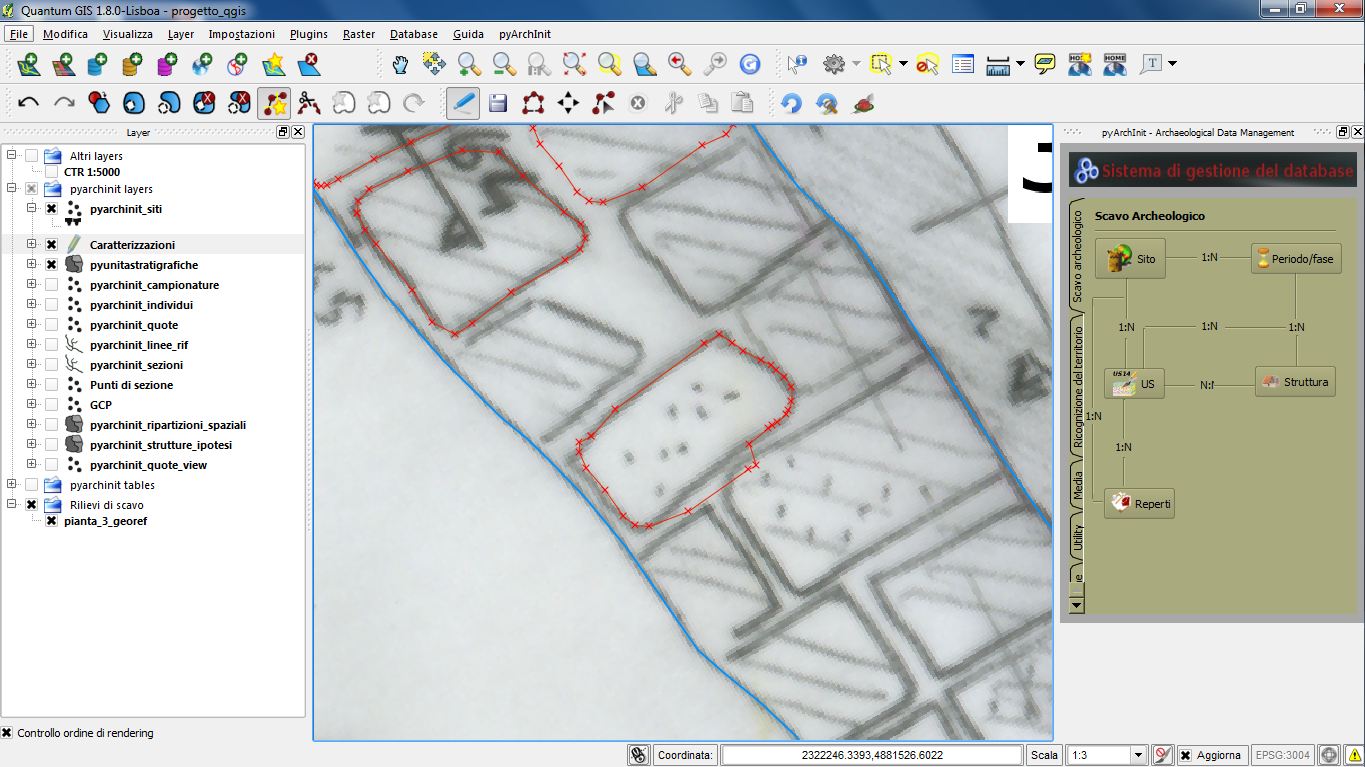 Quantum GIS 1.8.0-Lisboa - progetto_qgis
File Modifica Visualizza Layer Impostazioni Plugins Raster Database Guida pyArchInit
Layer
Altri layers
CTR 1:5000
pyarchinit layers
pyarchinit_siti
Caratterizzazioni
pyunitastratigrafiche
pyarchinit_campionature
pyarchinit_individui
pyarchinit_quote
pyarchinit_linee_rif
pyarchinit_sezioni
Punti di sezione
GCP
pyarchinit_ripartizioni_spaziali
pyarchinit_strutture_ipotesi
pyarchinit_quote_view
pyarchinit tables
Rilievi di scavo
pianta_3_georef
Controllo ordine di rendering
pyArchInit - Archaeological Data Management
Sistema di gestione del database
Scavo archeologico
Ricognizione del territorio
Media
Utility
Scavo Archeologico
Sito 1:N Periodo/fase
1:N 1:N 1:N
US14
US Struttura
1:N
1:N
Reperti
Coordinata: 2322246.3393,4881526.6022 Scala 1:3 Aggiorna EPSG:3004